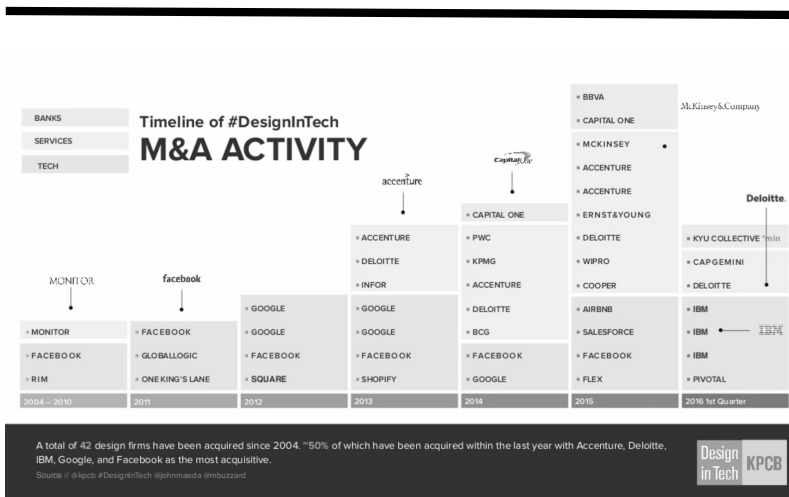 BANKS
SERVICES
TECH
Timeline of #DesignInTech
M&A ACTIVITY
MONITOR
facebook
accenture
Capital One
McKinsey&Company
Deloitte.
IBM
▪ MONITOR
▪ FACEBOOK
▪ RIM
2004 – 2010
▪ FACEBOOK
▪ GLOBALLOGIC
▪ ONE KING'S LANE
2011
▪ GOOGLE
▪ GOOGLE
▪ FACEBOOK
▪ SQUARE
2012
▪ ACCENTURE
▪ DELOITTE
▪ INFOR
▪ GOOGLE
▪ GOOGLE
▪ FACEBOOK
▪ SHOPIFY
2013
▪ CAPITAL ONE
▪ PWC
▪ KPMG
▪ ACCENTURE
▪ DELOITTE
▪ BCG
▪ FACEBOOK
▪ GOOGLE
2014
▪ BBVA
▪ CAPITAL ONE
▪ MCKINSEY
▪ ACCENTURE
▪ ACCENTURE
▪ ERNST&YOUNG
▪ DELOITTE
▪ WIPRO
▪ COOPER
▪ AIRBNB
▪ SALESFORCE
▪ FACEBOOK
▪ FLEX
2015
▪ KYU COLLECTIVE *min
▪ CAPGEMINI
▪ DELOITTE
▪ IBM
▪ IBM
▪ IBM
▪ PIVOTAL
2016 1st Quarter
A total of 42 design firms have been acquired since 2004. ~50% of which have been acquired within the last year with Accenture, Deloitte,
IBM, Google, and Facebook as the most acquisitive.
Source // @kpcb #DesignInTech @johnmaeda @mbuzzard
Design
in Tech
KPCB